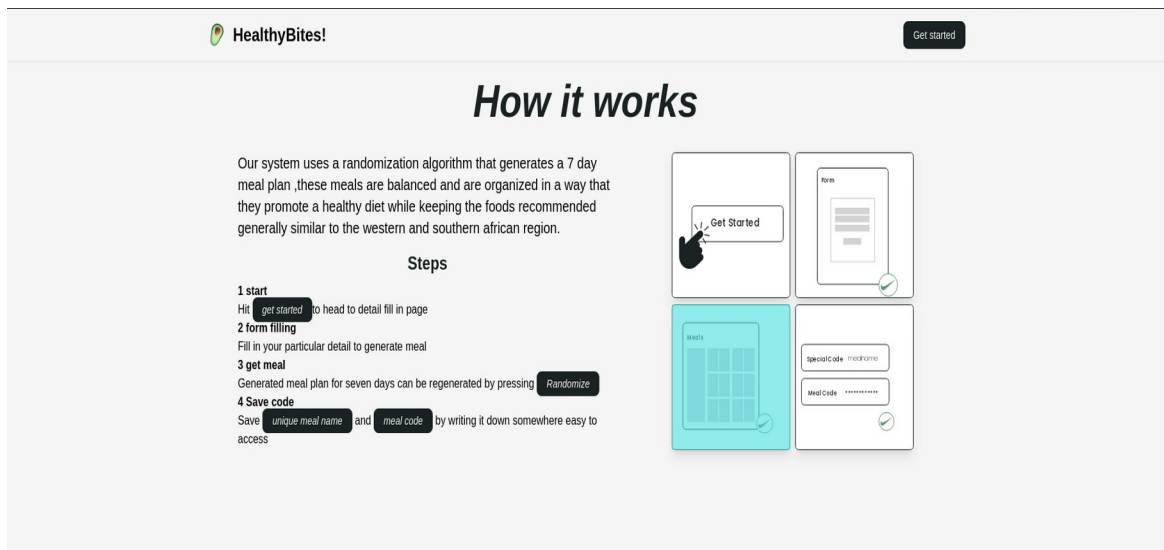 HealthyBites!
Get started
How it works
Our system uses a randomization algorithm that generates a 7 day
meal plan ,these meals are balanced and are organized in a way that
they promote a healthy diet while keeping the foods recommended
generally similar to the western and southern african region.
Steps
1 start
Hit get started to head to detail fill in page
2 form filling
Fill in your particular detail to generate meal
3 get meal
Generated meal plan for seven days can be regenerated by pressing Randomize
4 Save code
Save unique meal name and meal code by writing it down somewhere easy to
access
Get Started
Form
Meals
SpecialCode mealname
MealCode ************